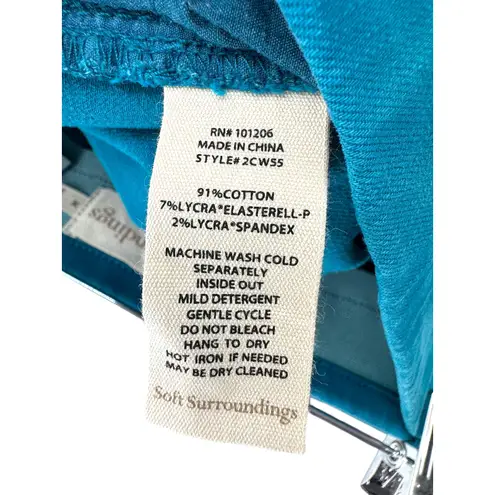 RN# 101206
MADE IN CHINA
STYLE# 2CW55
91%COTTON
7%LYCRA*ELASTERELL-P
2%LYCRA*SPANDEX
MACHINE WASH COLD
SEPARATELY
INSIDE OUT
MILD DETERGENT
GENTLE CYCLE
DO NOT BLEACH
HANG TO DRY
HOT IRON IF NEEDED
MAY BE DRY CLEANED
Soft Surroundings